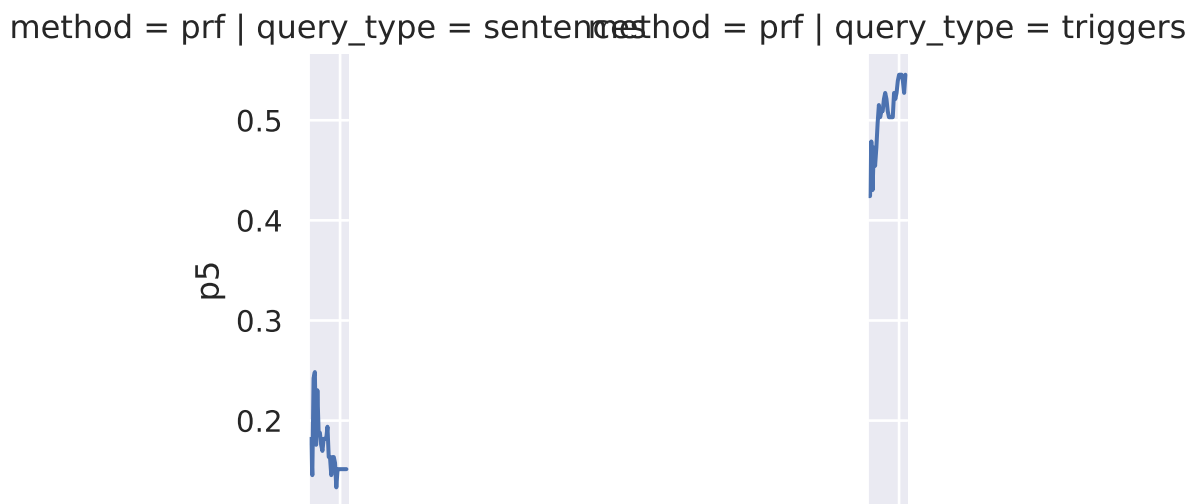 method = prf | query_type = sentences
method = prf | query_type = triggers
0.5
0.4
p5
0.3
0.2